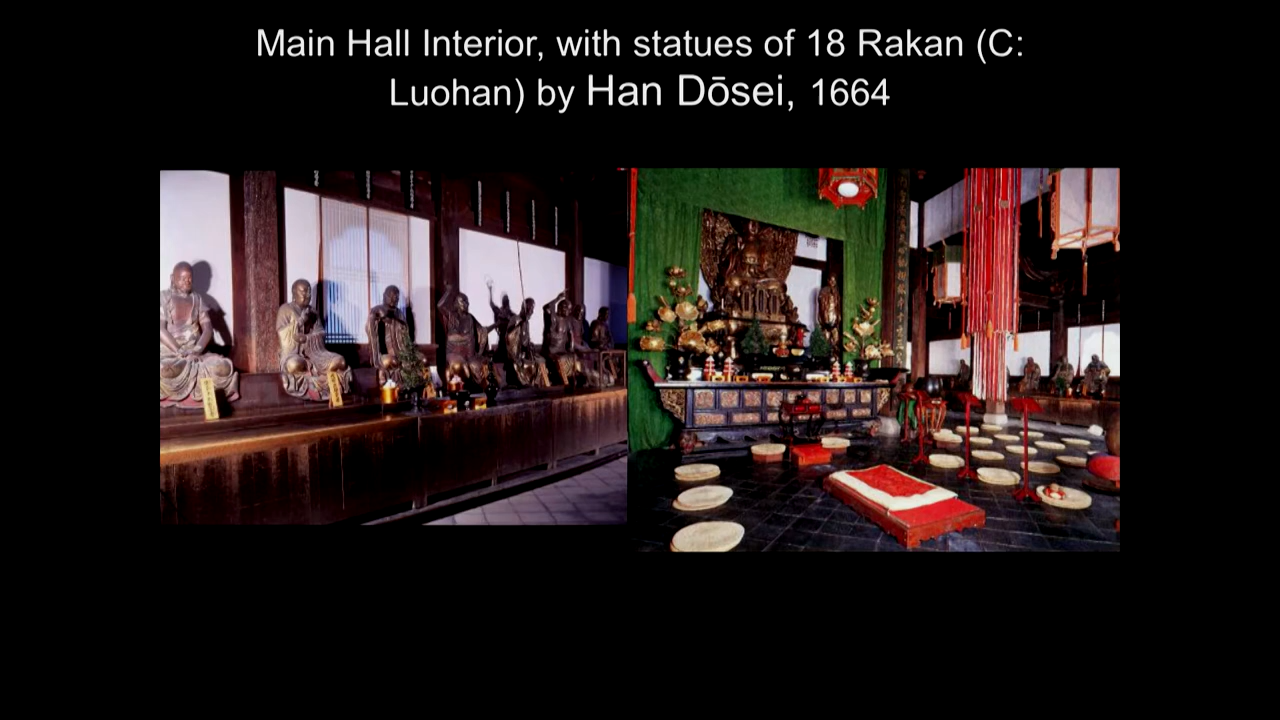 Main Hall Interior, with statues of 18 Rakan (C:
Luohan) by Han Dōsei, 1664